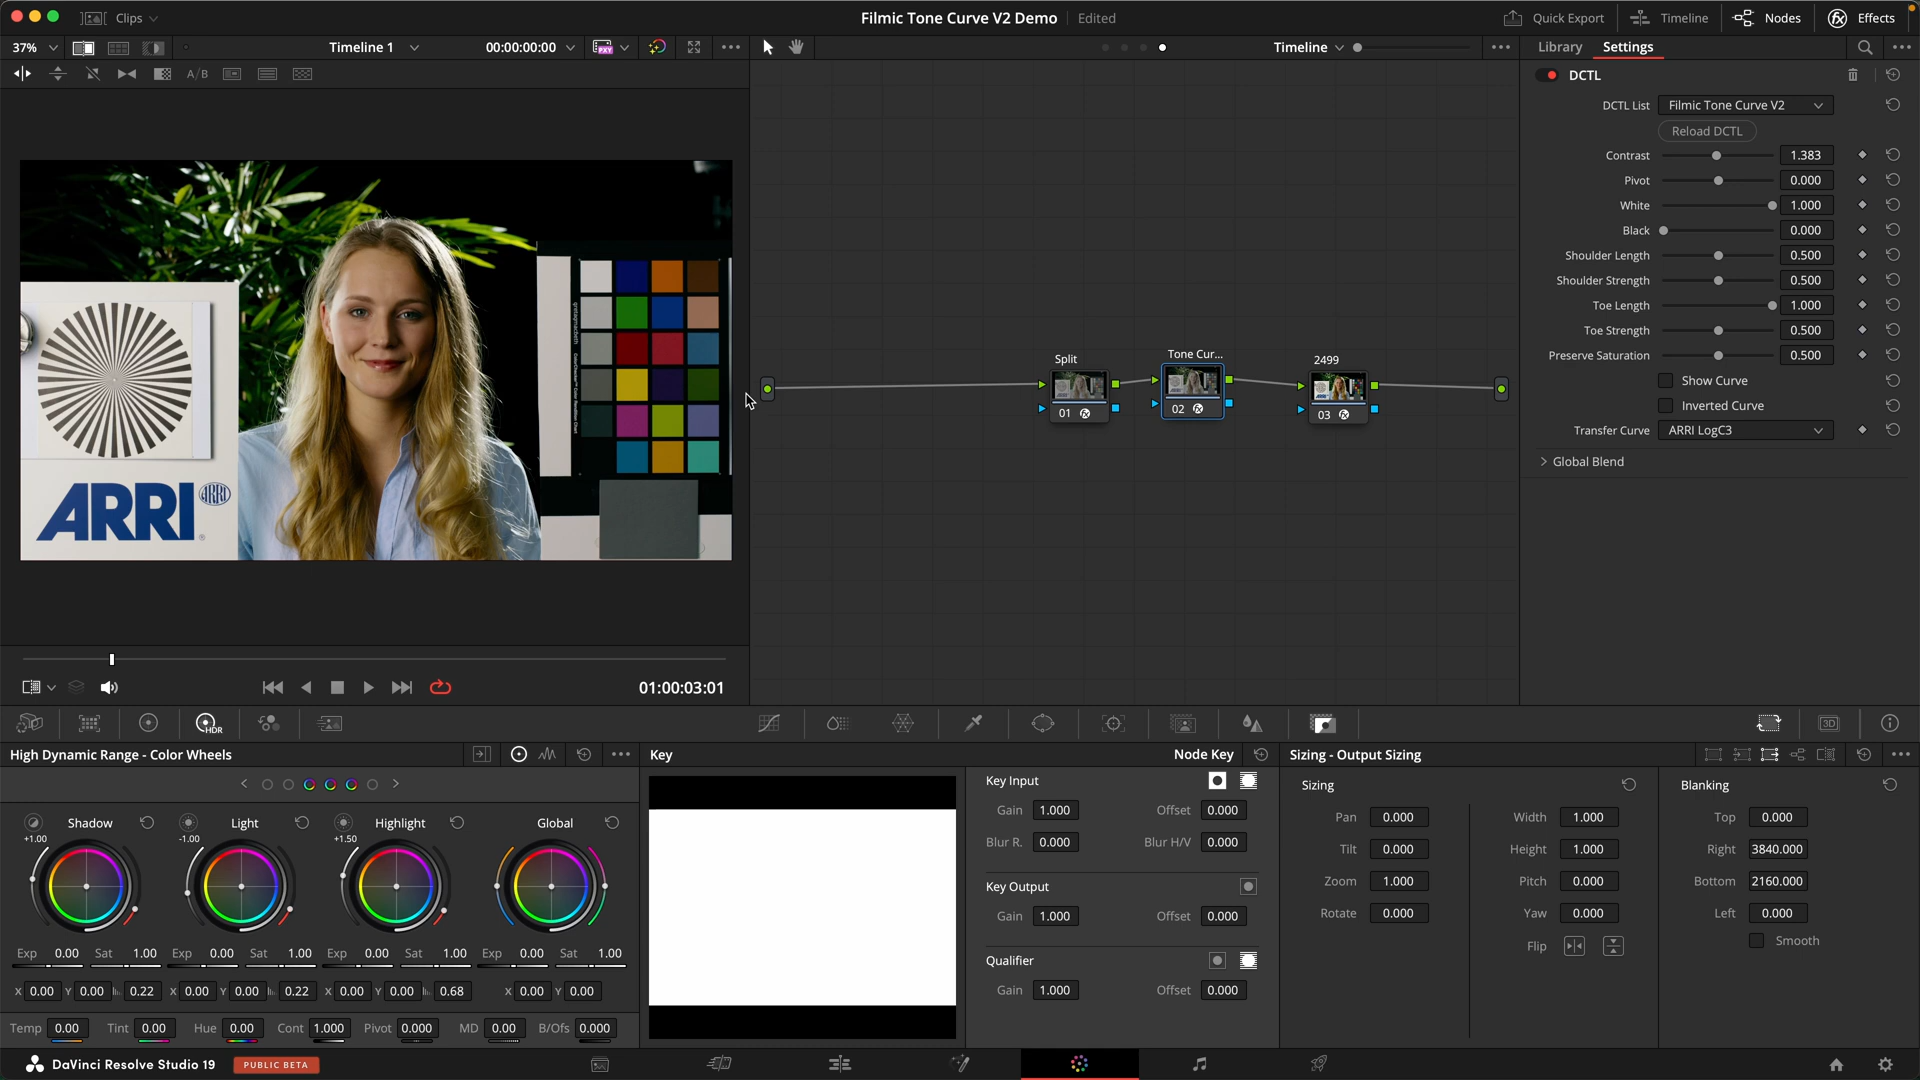 Clips
Filmic Tone Curve V2 Demo
Edited
Quick Export
Timeline
Nodes
Effects
37%
Timeline 1
00:00:00:00
PXY
Timeline
Library
Settings
A/B
DCTL
DCTL List
Filmic Tone Curve V2
Reload DCTL
Contrast 1.383
Pivot 0.000
White 1.000
Black 0.000
Shoulder Length 0.500
Shoulder Strength 0.500
Toe Length 1.000
Toe Strength 0.500
Preserve Saturation 0.500
Show Curve
Inverted Curve
Transfer Curve ARRI LogC3
Global Blend
ARRI
ARRI
Split
01
Tone Cur...
02
2499
03
01:00:03:01
HDR
3D
High Dynamic Range - Color Wheels
Shadow
+1.00
Light
-1.00
Highlight
+1.50
Global
Exp 0.00 Sat 1.00 Exp 0.00 Sat 1.00 Exp 0.00 Sat 1.00 Exp 0.00 Sat 1.00
X 0.00 Y 0.00 0.22 X 0.00 Y 0.00 0.22 X 0.00 Y 0.00 0.68 X 0.00 Y 0.00
Temp 0.00 Tint 0.00 Hue 0.00 Cont 1.000 Pivot 0.000 MD 0.00 B/Ofs 0.000
Key
Node Key
Key Input
Gain 1.000 Offset 0.000
Blur R. 0.000 Blur H/V 0.000
Key Output
Gain 1.000 Offset 0.000
Qualifier
Gain 1.000 Offset 0.000
Sizing - Output Sizing
Sizing
Pan 0.000 Width 1.000
Tilt 0.000 Height 1.000
Zoom 1.000 Pitch 0.000
Rotate 0.000 Yaw 0.000
Flip
Blanking
Top 0.000
Right 3840.000
Bottom 2160.000
Left 0.000
Smooth
DaVinci Resolve Studio 19
PUBLIC BETA